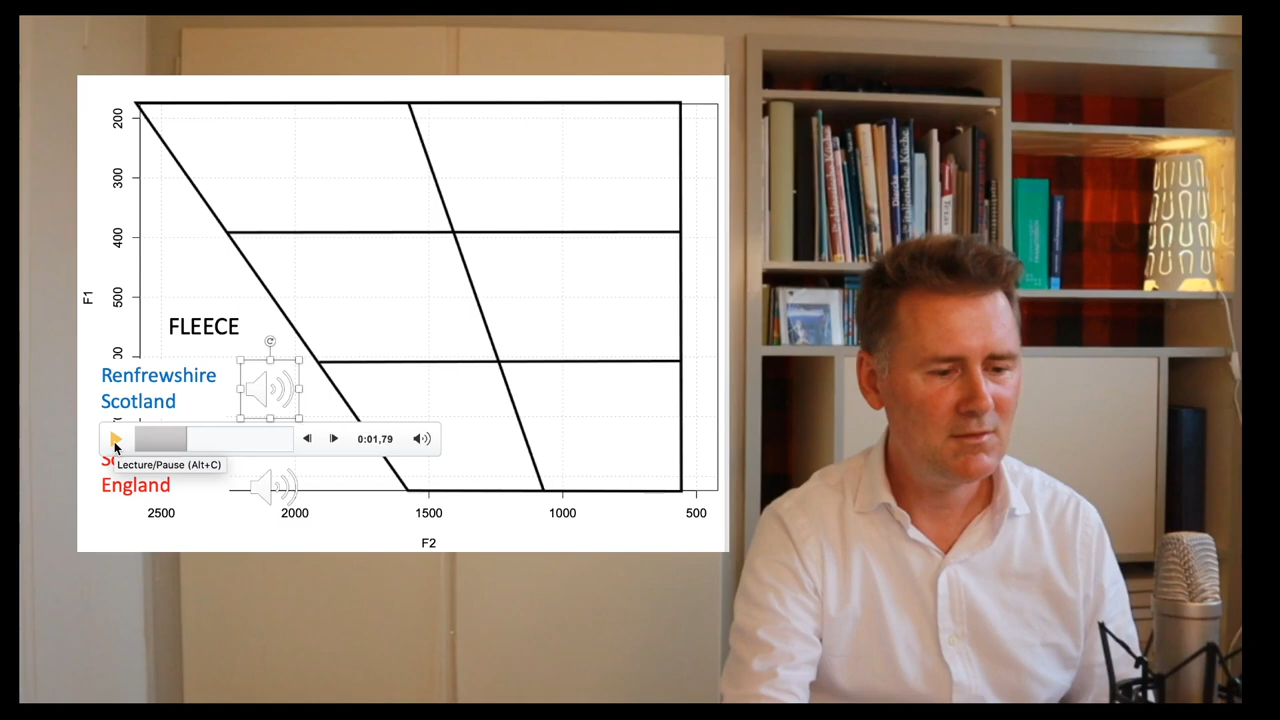 200
300
400
500
F1
FLEECE
Renfrewshire
Scotland
0:01,79
Lecture/Pause (Alt+C)
England
2500 2000 1500 1000 500
F2